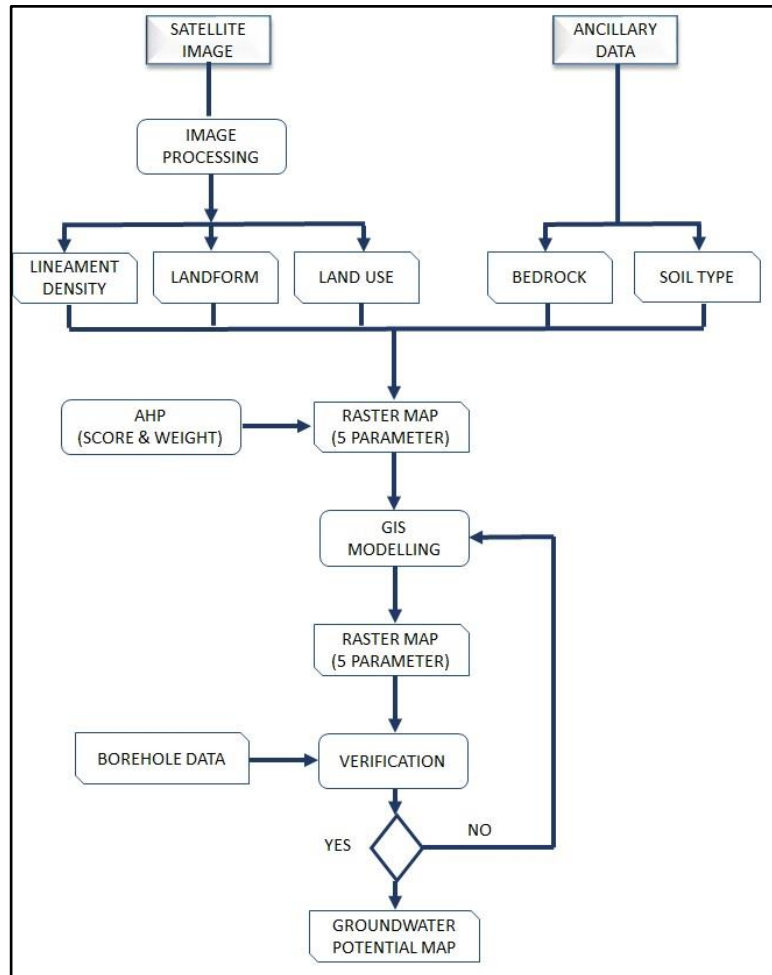 SATELLITE
IMAGE
ANCILLARY
DATA
IMAGE
PROCESSING
LINEAMENT
DENSITY
LANDFORM
LAND USE
BEDROCK
SOIL TYPE
AHP
(SCORE & WEIGHT)
RASTER MAP
(5 PARAMETER)
GIS
MODELLING
RASTER MAP
(5 PARAMETER)
BOREHOLE DATA
VERIFICATION
YES
NO
GROUNDWATER
POTENTIAL MAP